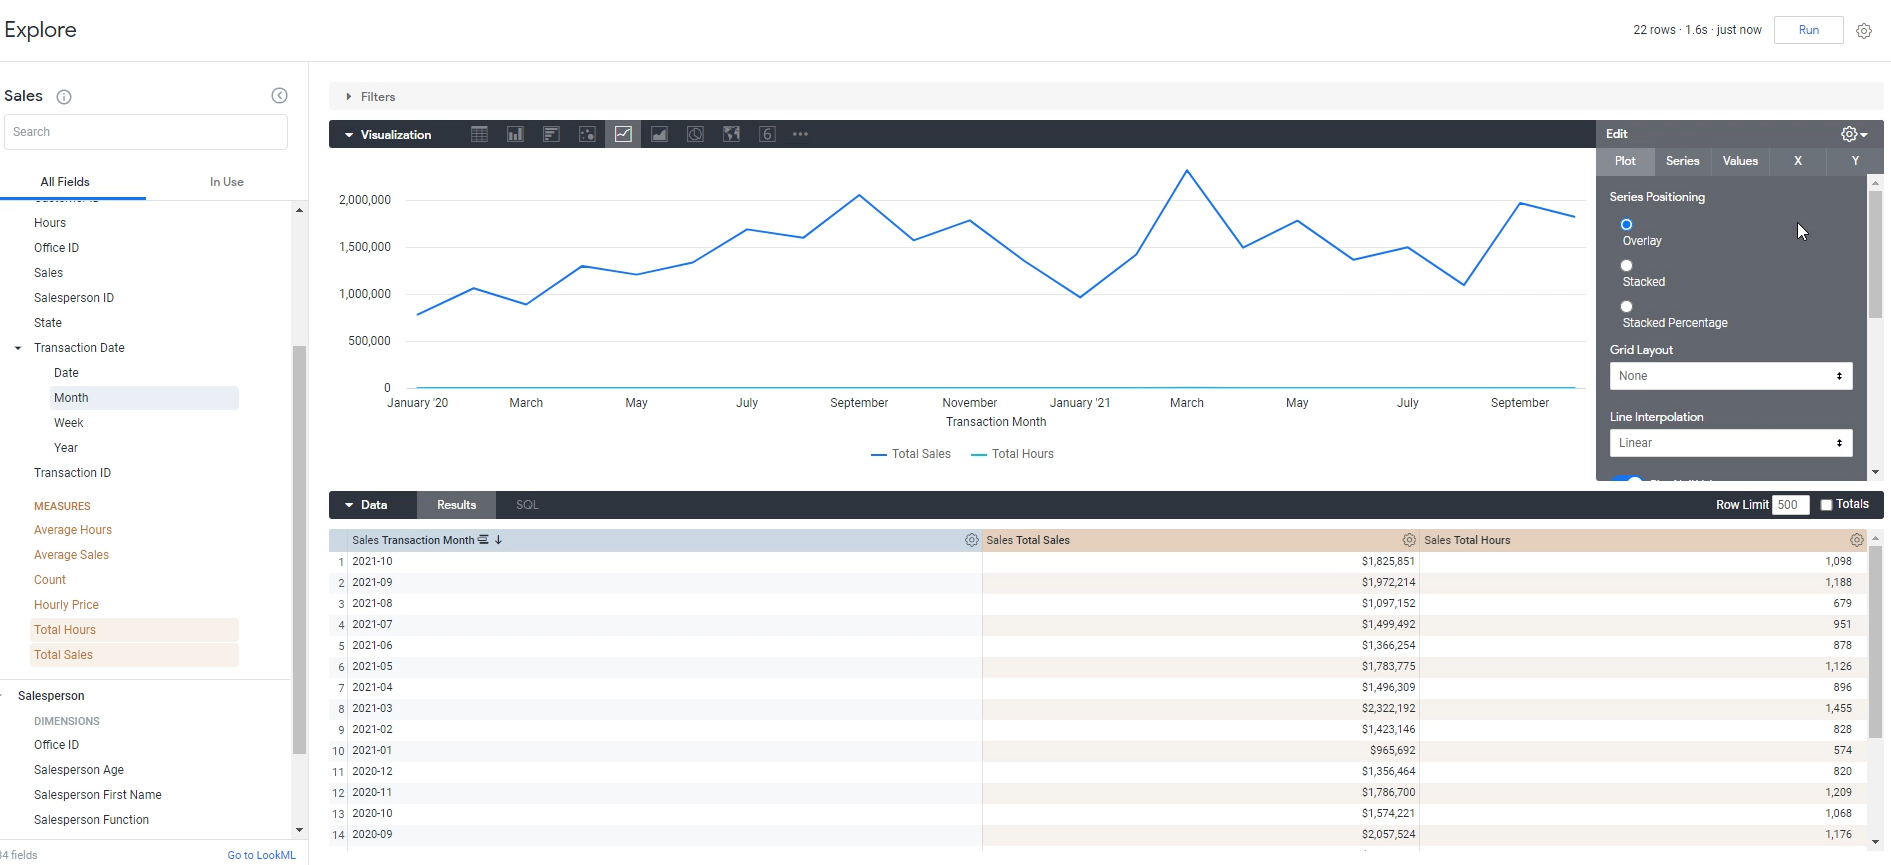 Explore
22 rows · 1.6s · just now
Run
Sales
Search
All Fields
In Use
Hours
Office ID
Sales
Salesperson ID
State
Transaction Date
Date
Month
Week
Year
Transaction ID
MEASURES
Average Hours
Average Sales
Count
Hourly Price
Total Hours
Total Sales
Salesperson
DIMENSIONS
Office ID
Salesperson Age
Salesperson First Name
Salesperson Function
34 fields
Go to LookML
Filters
Visualization
6
Edit
Plot
Series
Values
X
Y
Series Positioning
Overlay
Stacked
Stacked Percentage
Grid Layout
None
Line Interpolation
Linear
2,000,000
1,500,000
1,000,000
500,000
0
January '20 March May July September November January '21 March May July September
Transaction Month
Total Sales Total Hours
Data
Results
SQL
Row Limit 500
Totals
Sales Transaction Month Sales Total Sales Sales Total Hours
1 2021-10 $1,825,851 1,098
2 2021-09 $1,972,214 1,188
3 2021-08 $1,097,152 679
4 2021-07 $1,499,492 951
5 2021-06 $1,366,254 878
6 2021-05 $1,783,775 1,126
7 2021-04 $1,496,309 896
8 2021-03 $2,322,192 1,455
9 2021-02 $1,423,146 828
10 2021-01 $965,692 574
11 2020-12 $1,356,464 820
12 2020-11 $1,786,700 1,209
13 2020-10 $1,574,221 1,068
14 2020-09 $2,057,524 1,176